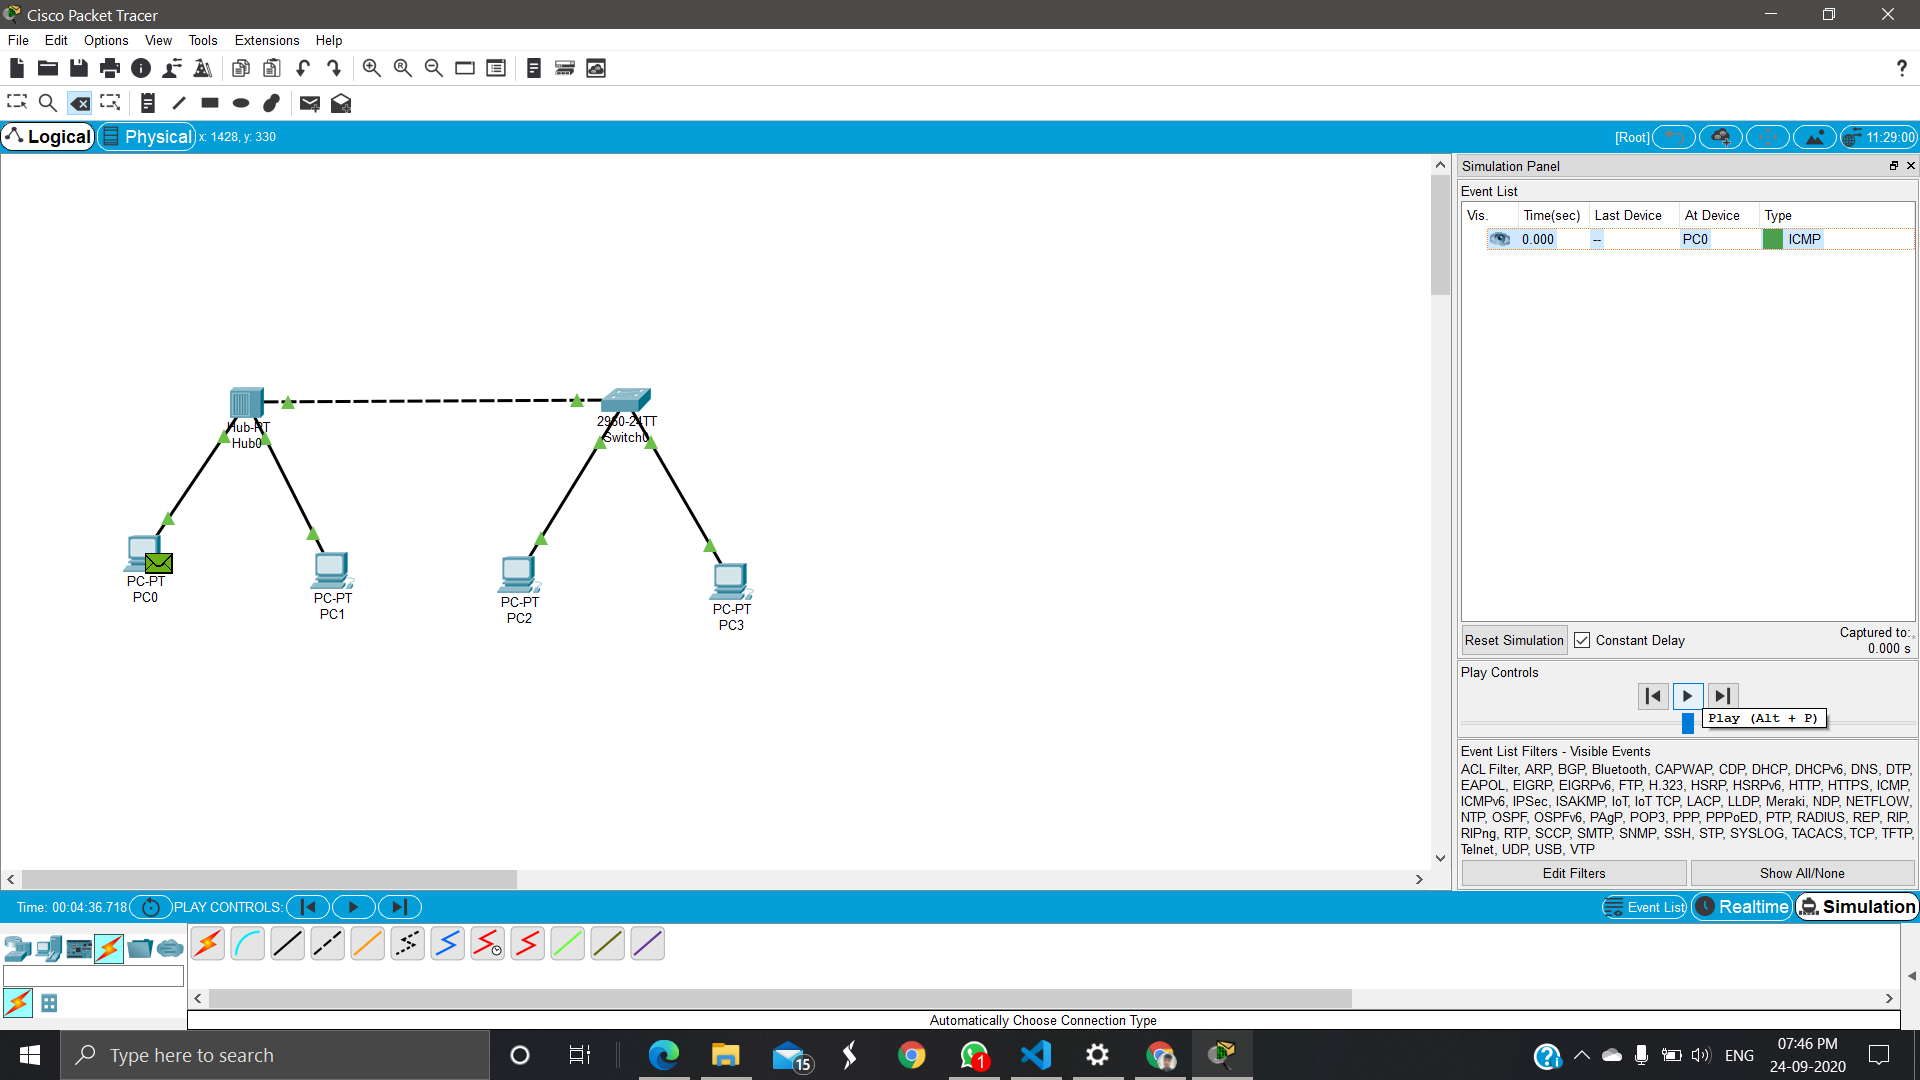 Cisco Packet Tracer
File Edit Options View Tools Extensions Help
?
Logical Physical x: 1428, y: 330 [Root] 11:29:00
Simulation Panel
Event List
Vis. Time(sec) Last Device At Device Type
0.000 -- PC0 ICMP
Hub-PT
Hub0
2960-24TT
Switch0
PC-PT
PC0
PC-PT
PC1
PC-PT
PC2
PC-PT
PC3
Reset Simulation Constant Delay Captured to:
0.000 s
Play Controls
Play (Alt + P)
Event List Filters - Visible Events
ACL Filter, ARP, BGP, Bluetooth, CAPWAP, CDP, DHCP, DHCPv6, DNS, DTP,
EAPOL, EIGRP, EIGRPv6, FTP, H.323, HSRP, HSRPv6, HTTP, HTTPS, ICMP,
ICMPv6, IPSec, ISAKMP, IoT, IoT TCP, LACP, LLDP, Meraki, NDP, NETFLOW,
NTP, OSPF, OSPFv6, PAgP, POP3, PPP, PPPoED, PTP, RADIUS, REP, RIP,
RIPng, RTP, SCCP, SMTP, SNMP, SSH, STP, SYSLOG, TACACS, TCP, TFTP,
Telnet, UDP, USB, VTP
Edit Filters Show All/None
Time: 00:04:36.718 PLAY CONTROLS: Event List Realtime Simulation
Automatically Choose Connection Type
Type here to search
15
1
ENG
07:46 PM
24-09-2020